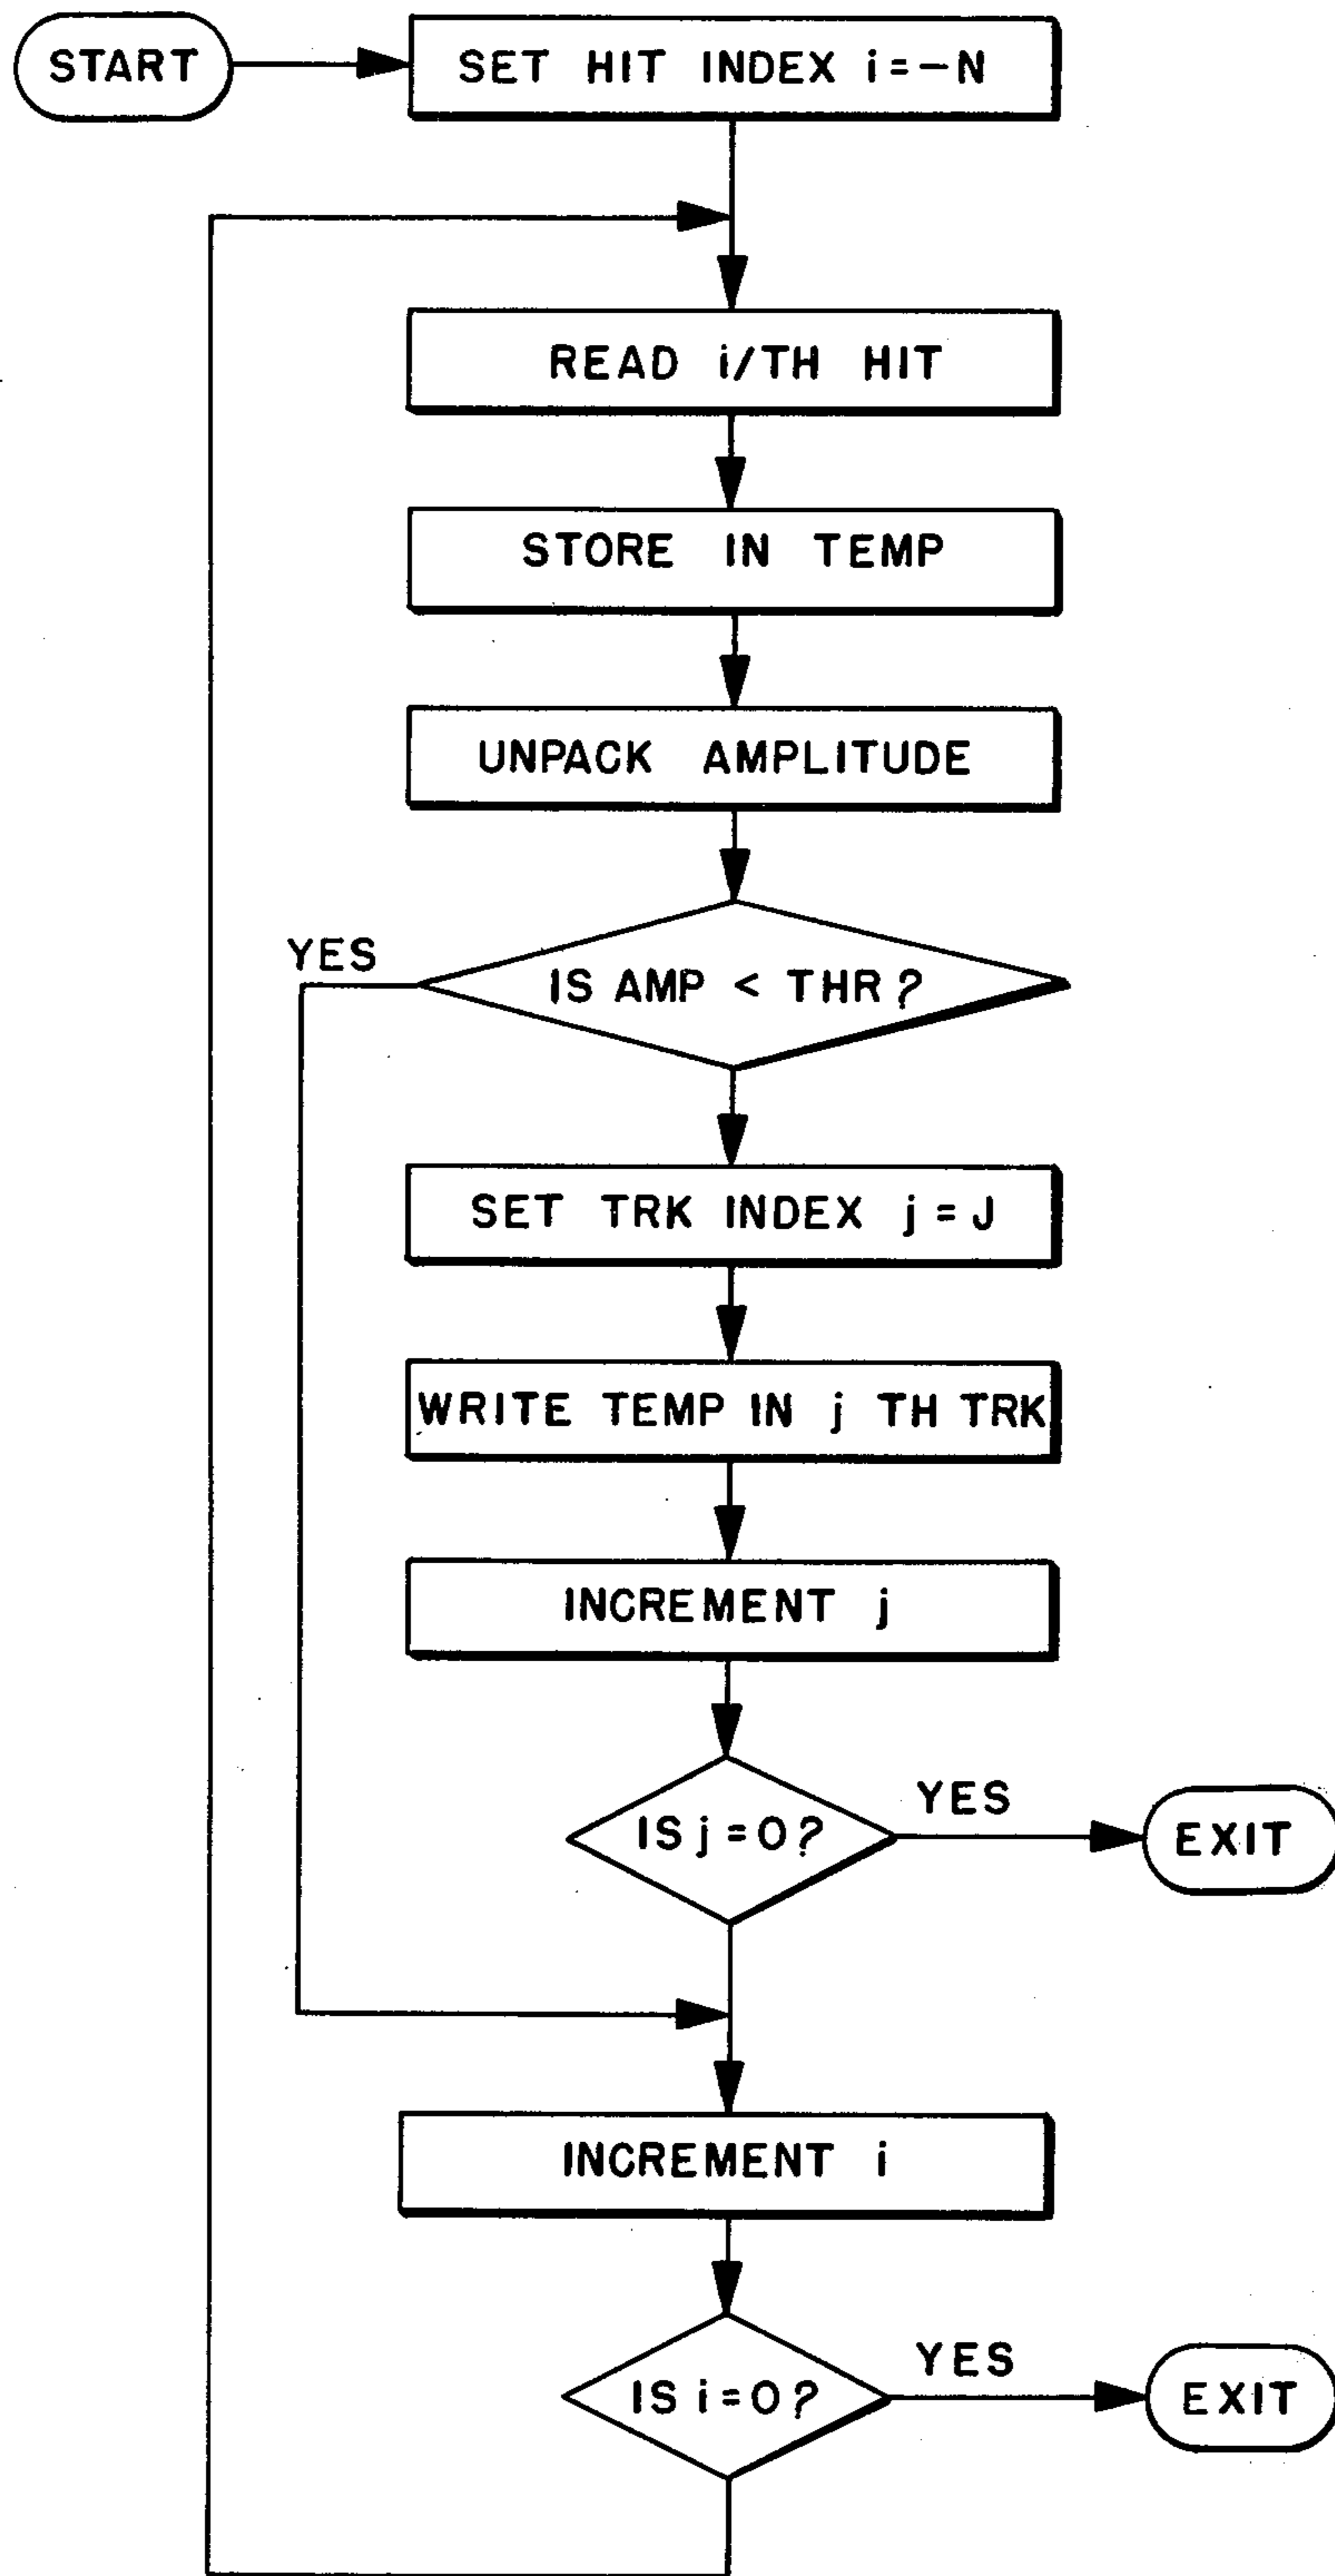 START
SET HIT INDEX i=-N
READ i/TH HIT
STORE IN TEMP
UNPACK AMPLITUDE
YES
IS AMP < THR?
SET TRK INDEX j=J
WRITE TEMP IN j TH TRK
INCREMENT j
IS j=0?
YES
EXIT
INCREMENT i
IS i=0?
YES
EXIT